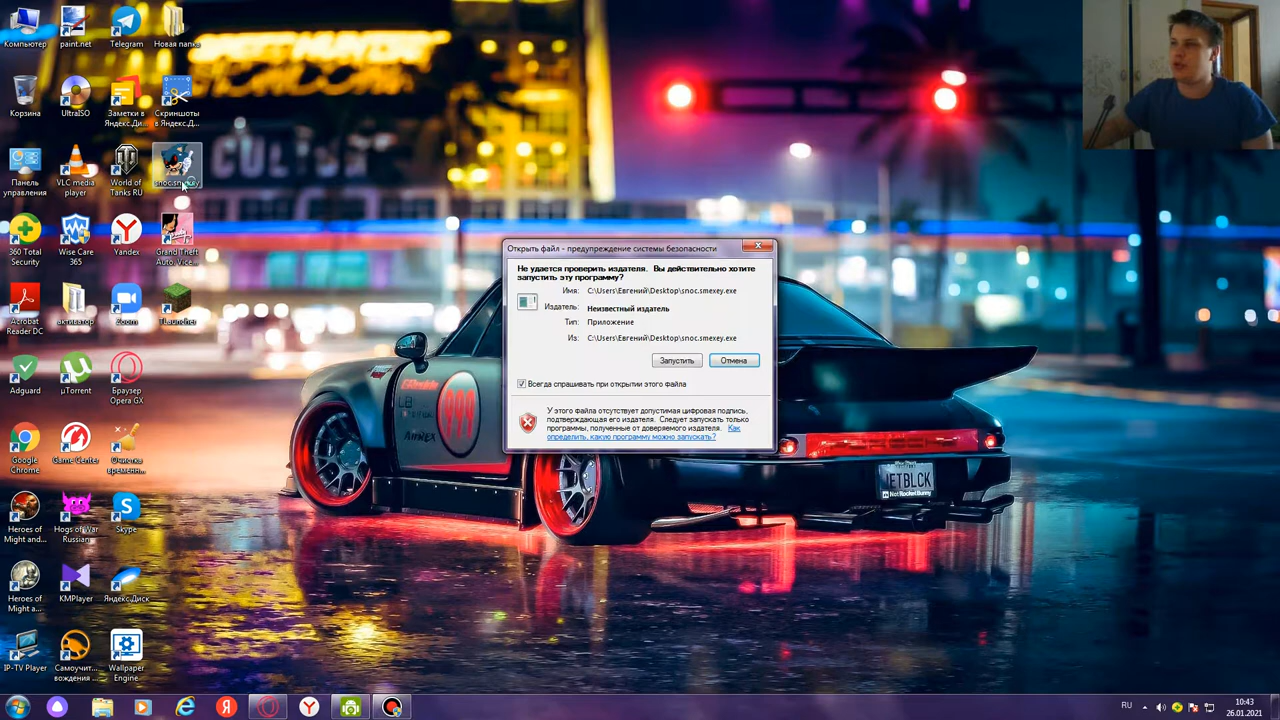 Компьютер
paint.net
Telegram
Новая папка
Корзина
UltraISO
Заметки в
Яндекс.Ди...
Скриншоты
в Яндекс.Д...
Панель
управления
VLC media
player
World of
Tanks RU
360 Total
Security
Wise Care
365
Yandex
Grand Theft
Auto
Acrobat
Reader DC
активатор
Zoom
TLauncher
Adguard
µTorrent
Браузер
Opera GX
Google
Chrome
Game Center
Очистка
временн...
Heroes of
Might and...
Hogs of War
Russian
Skype
Heroes of
Might a...
KMPlayer
Яндекс.Диск
IP-TV Player
Самоучит...
вождения ...
Wallpaper
Engine
Открыть файл - предупреждение системы безопасности
Не удается проверить издателя. Вы действительно хотите
запустить эту программу?
Имя: C:\Users\Евгений\Desktop\snoc.smexey.exe
Издатель: Неизвестный издатель
Тип: Приложение
Из: C:\Users\Евгений\Desktop\snoc.smexey.exe
Запустить
Отмена
Всегда спрашивать при открытии этого файла
У этого файла отсутствует допустимая цифровая подпись,
подтверждающая его издателя. Следует запускать только
программы, полученные от доверяемого издателя. Как
определить, какую программу можно запускать?
JETBLCK
NotRocketBunny
RU
10:43
26.01.2021